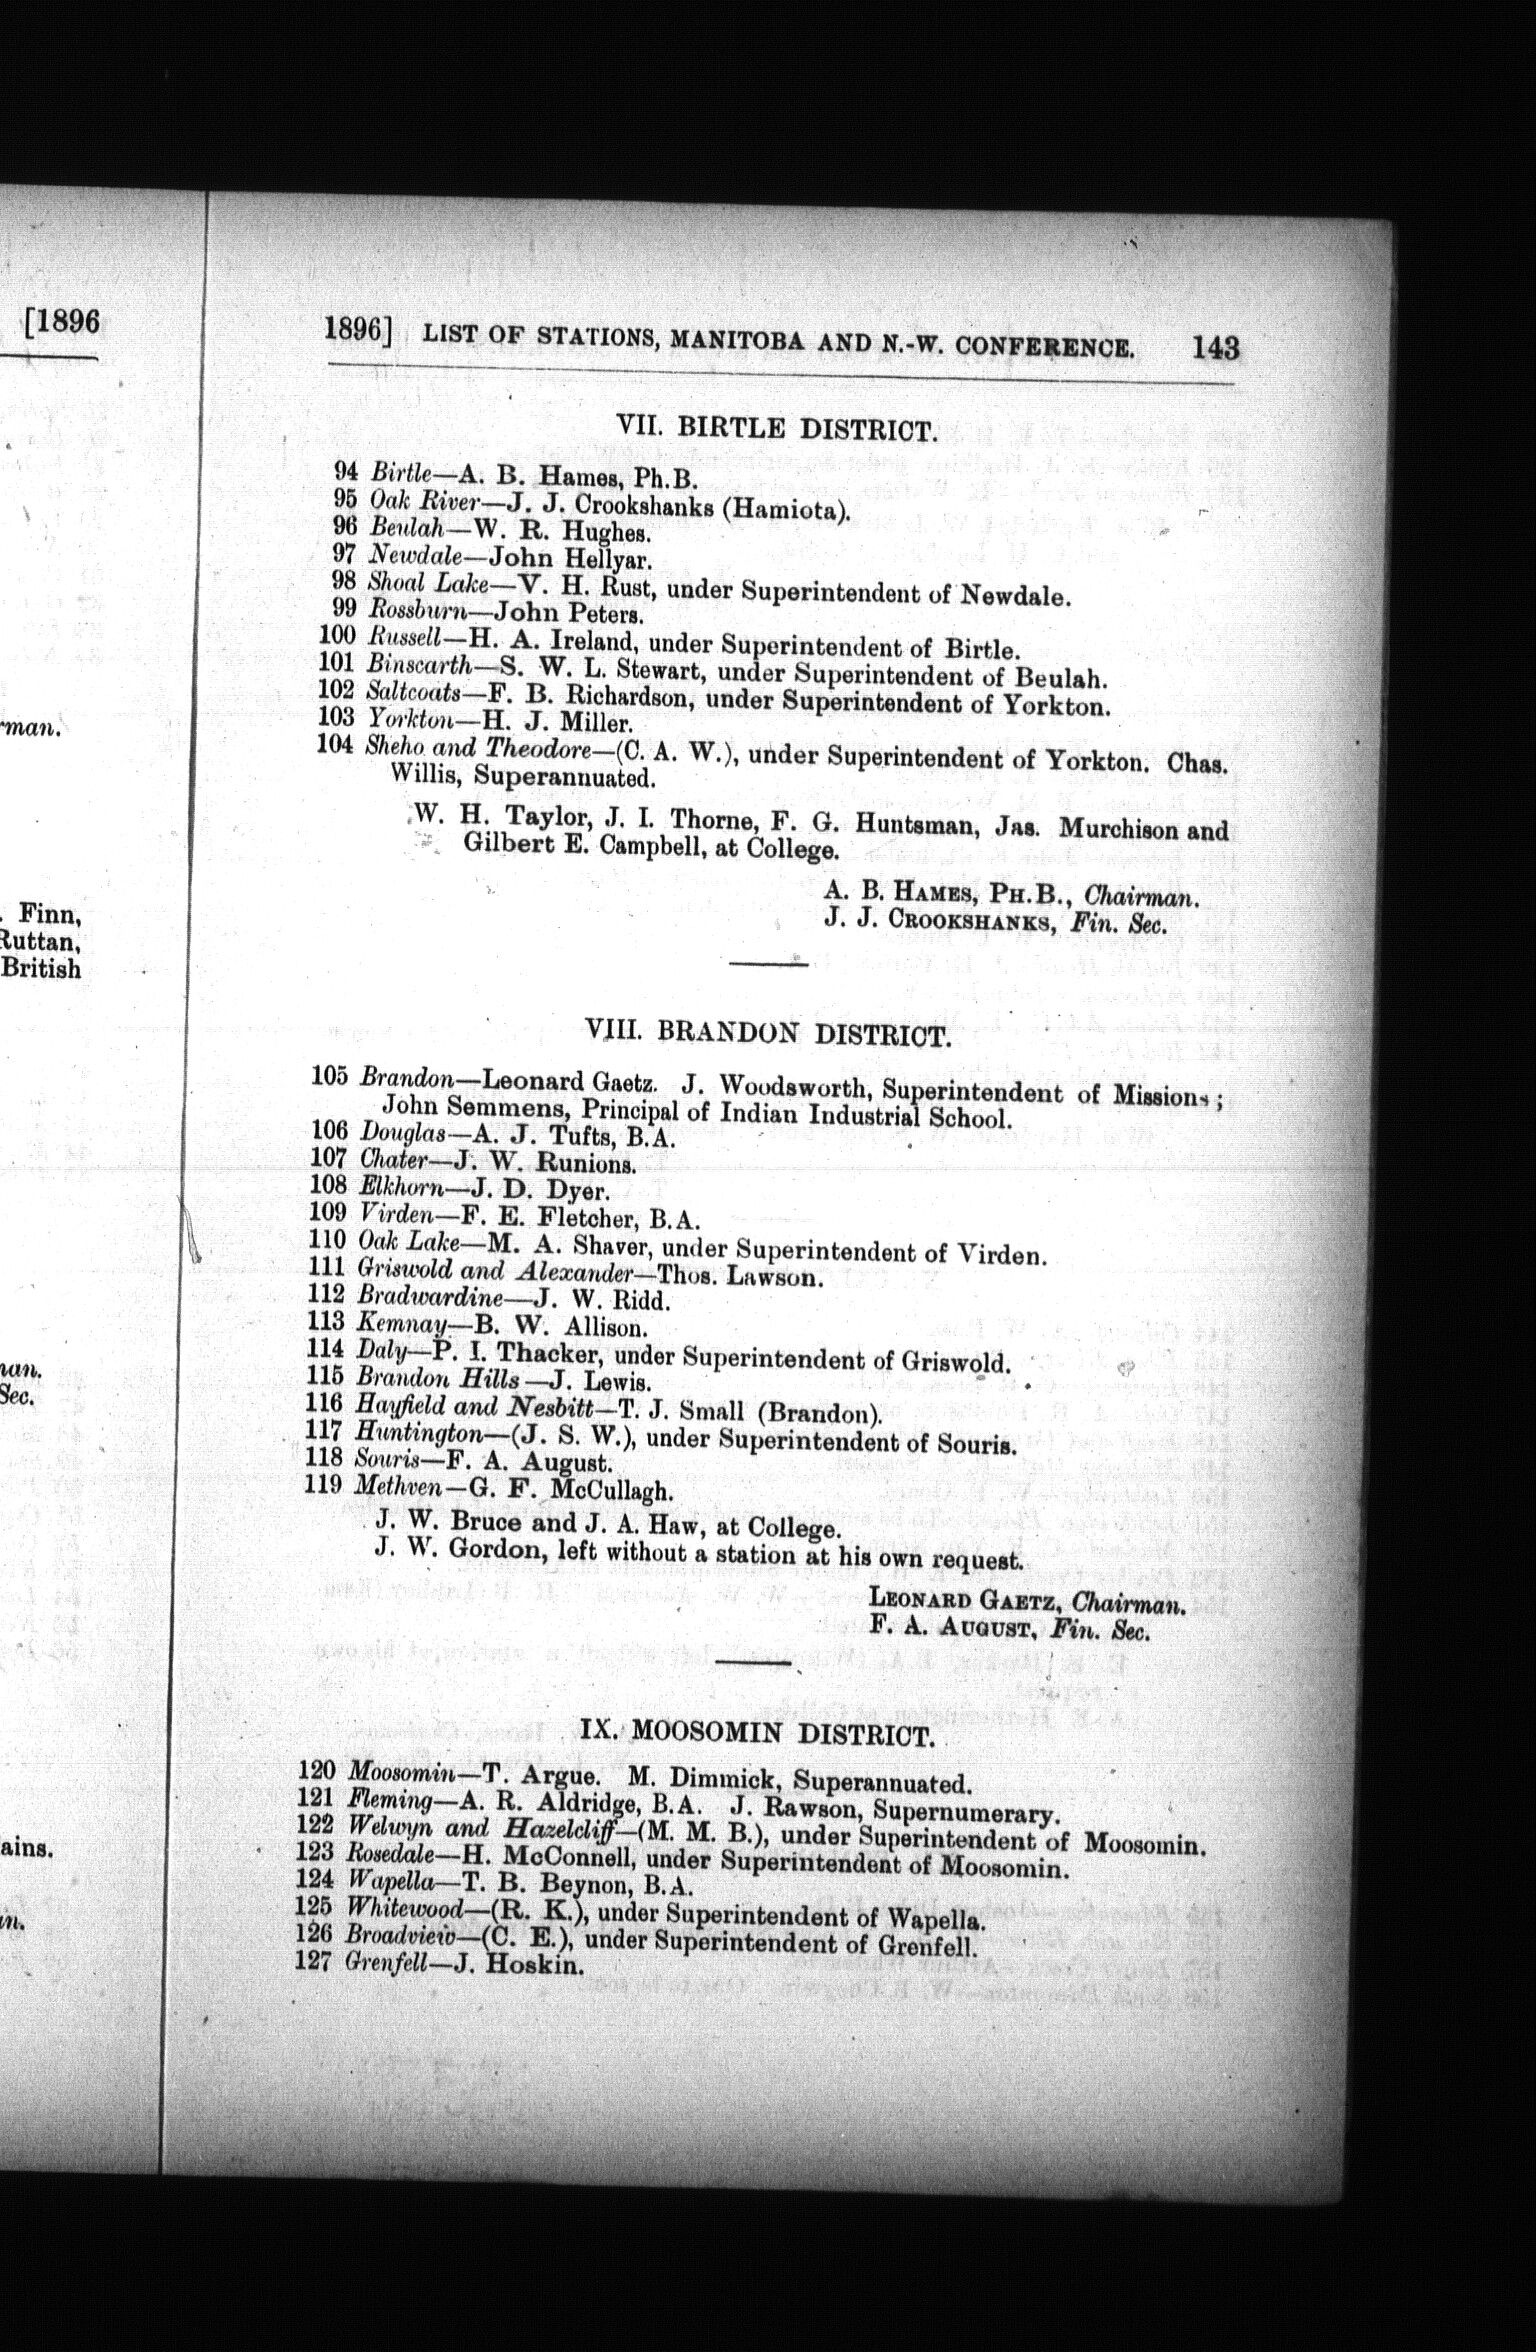 [1896
rman.
. Finn,
Ruttan,
British
nan.
Sec.
ains.
in.
1896] LIST OF STATIONS, MANITOBA AND N.-W. CONFERENCE. 143
VII. BIRTLE DISTRICT.
94 Birtle—A. B. Hames, Ph.B.
95 Oak River—J. J. Crookshanks (Hamiota).
96 Beulah—W. R. Hughes.
97 Newdale—John Hellyar.
98 Shoal Lake—V. H. Rust, under Superintendent of Newdale.
99 Rossburn—John Peters.
100 Russell—H. A. Ireland, under Superintendent of Birtle.
101 Binscarth—S. W. L. Stewart, under Superintendent of Beulah.
102 Saltcoats—F. B. Richardson, under Superintendent of Yorkton.
103 Yorkton—H. J. Miller.
104 Sheho and Theodore—(C. A. W.), under Superintendent of Yorkton. Chas.
Willis, Superannuated.
W. H. Taylor, J. I. Thorne, F. G. Huntsman, Jas. Murchison and
Gilbert E. Campbell, at College.
A. B. HAMES, PH.B., Chairman.
J. J. CROOKSHANKS, Fin. Sec.
VIII. BRANDON DISTRICT.
105 Brandon—Leonard Gaetz. J. Woodsworth, Superintendent of Missions;
John Semmens, Principal of Indian Industrial School.
106 Douglas—A. J. Tufts, B.A.
107 Chater—J. W. Runions.
108 Elkhorn—J. D. Dyer.
109 Virden—F. E. Fletcher, B.A.
110 Oak Lake—M. A. Shaver, under Superintendent of Virden.
111 Griswold and Alexander—Thos. Lawson.
112 Bradwardine—J. W. Ridd.
113 Kemnay—B. W. Allison.
114 Daly—P. I. Thacker, under Superintendent of Griswold.
115 Brandon Hills—J. Lewis.
116 Hayfield and Nesbitt—T. J. Small (Brandon).
117 Huntington—(J. S. W.), under Superintendent of Souris.
118 Souris—F. A. August.
119 Methven—G. F. McCullagh.
J. W. Bruce and J. A. Haw, at College.
J. W. Gordon, left without a station at his own request.
LEONARD GAETZ, Chairman.
F. A. AUGUST, Fin. Sec.
IX. MOOSOMIN DISTRICT.
120 Moosomin—T. Argue. M. Dimmick, Superannuated.
121 Fleming—A. R. Aldridge, B.A. J. Rawson, Supernumerary.
122 Welwyn and Hazelcliff—(M. M. B.), under Superintendent of Moosomin.
123 Rosedale—H. McConnell, under Superintendent of Moosomin.
124 Wapella—T. B. Beynon, B.A.
125 Whitewood—(R. K.), under Superintendent of Wapella.
126 Broadview—(C. E.), under Superintendent of Grenfell.
127 Grenfell—J. Hoskin.